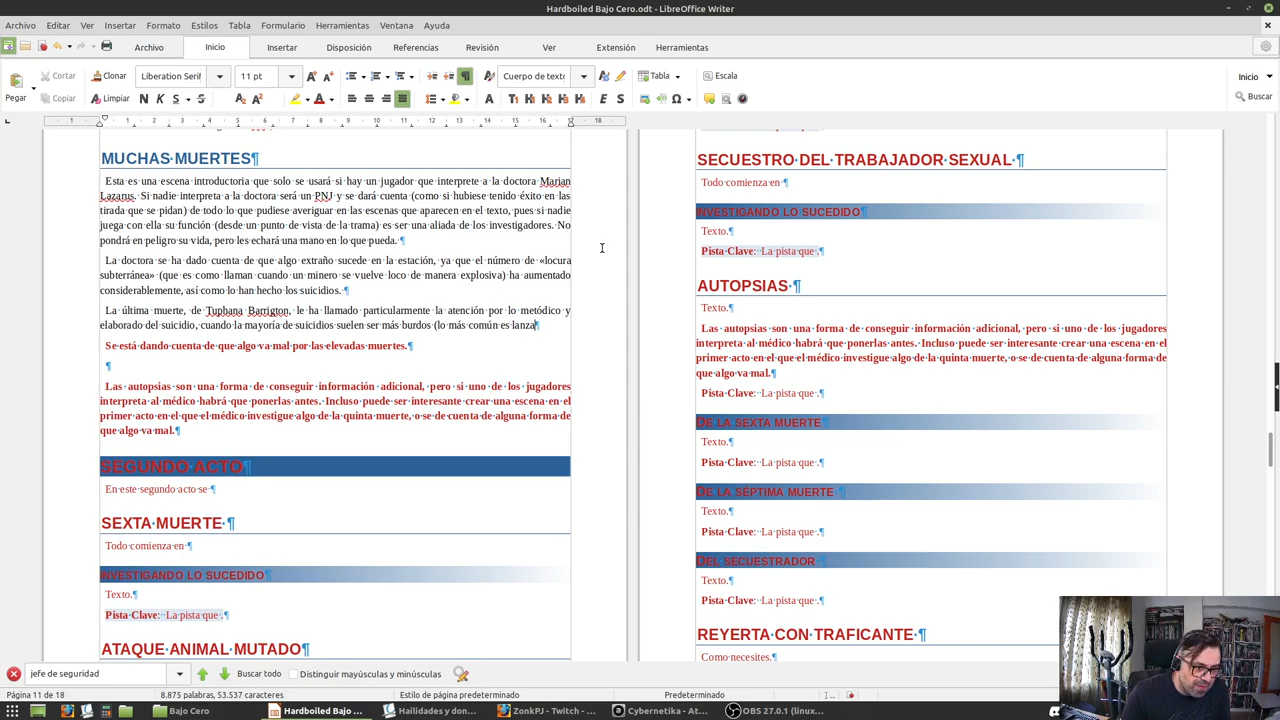 Hardboiled Bajo Cero.odt - LibreOffice Writer
Archivo Editar Ver Insertar Formato Estilos Tabla Formulario Herramientas Ventana Ayuda
Archivo Inicio Insertar Disposición Referencias Revisión Ver Extensión Herramientas
Cortar Clonar Liberation Serif 11 pt Cuerpo de texto Tabla Escala Inicio
Pegar Copiar Limpiar N K S S A T H H H H E S Buscar
1 1 2 3 4 5 6 7 8 9 10 11 12 13 14 15 16 17 18
MUCHAS·MUERTES¶
Esta es una escena introductoria que solo se usará si hay un jugador que interprete a la doctora Marian
Lazarus. Si nadie interpreta a la doctora será un PNJ y se dará cuenta (como si hubiese tenido éxito en las
tirada que se pidan) de todo lo que pudiese averiguar en las escenas que aparecen en el texto, pues si nadie
juega con ella su función (desde un punto de vista de la trama) es ser una aliada de los investigadores. No
pondrá en peligro su vida, pero les echará una mano en lo que pueda. ¶
La doctora se ha dado cuenta de que algo extraño sucede en la estación, ya que el número de «locura
subterránea» (que es como llaman cuando un minero se vuelve loco de manera explosiva) ha aumentado
considerablemente, así como lo han hecho los suicidios. ¶
La última muerte, de Tuphana Barrigton, le ha llamado particularmente la atención por lo metódico y
elaborado del suicidio, cuando la mayoría de suicidios suelen ser más burdos (lo más común es lanza¶
Se·está·dando·cuenta·de·que·algo·va·mal·por·las·elevadas·muertes.¶
¶
Las·autopsias·son·una·forma·de·conseguir·información·adicional,·pero·si·uno·de·los·jugadores
interpreta·al·médico·habrá·que·ponerlas·antes.·Incluso·puede·ser·interesante·crear·una·escena·en·el
primer·acto·en·el·que·el·médico·investigue·algo·de·la·quinta·muerte,·o·se·de·cuenta·de·alguna·forma·de
que·algo·va·mal.¶
SEGUNDO·ACTO¶
En·este·segundo·acto·se·¶
SEXTA·MUERTE·¶
Todo·comienza·en·¶
INVESTIGANDO·LO·SUCEDIDO¶
Texto.¶
Pista·Clave:··La·pista·que·.¶
ATAQUE·ANIMAL·MUTADO¶
SECUESTRO·DEL·TRABAJADOR·SEXUAL·¶
Todo·comienza·en·¶
INVESTIGANDO·LO·SUCEDIDO¶
Texto.¶
Pista·Clave:··La·pista·que·.¶
AUTOPSIAS·¶
Texto.¶
Las·autopsias·son·una·forma·de·conseguir·información·adicional,·pero·si·uno·de·los·jugadores
interpreta·al·médico·habrá·que·ponerlas·antes.·Incluso·puede·ser·interesante·crear·una·escena·en·el
primer·acto·en·el·que·el·médico·investigue·algo·de·la·quinta·muerte,·o·se·de·cuenta·de·alguna·forma·de
que·algo·va·mal.¶
Pista·Clave:··La·pista·que·.¶
DE·LA·SEXTA·MUERTE¶
Texto.¶
Pista·Clave:··La·pista·que·.¶
DE·LA·SÉPTIMA·MUERTE·¶
Texto.¶
Pista·Clave:··La·pista·que·.¶
DEL·SECUESTRADOR·¶
Texto.¶
Pista·Clave:··La·pista·que·.¶
REYERTA·CON·TRAFICANTE·¶
Como·necesites.¶
jefe de seguridad Buscar todo Distinguir mayúsculas y minúsculas
Página 11 de 18 8.875 palabras, 53.537 caracteres Estilo de página predeterminado Predeterminado
Bajo Cero Hardboiled Bajo ... Hailidades y don... ZonkPJ - Twitch – ... Cybernetika - Azat... OBS 27.0.1 (linux...